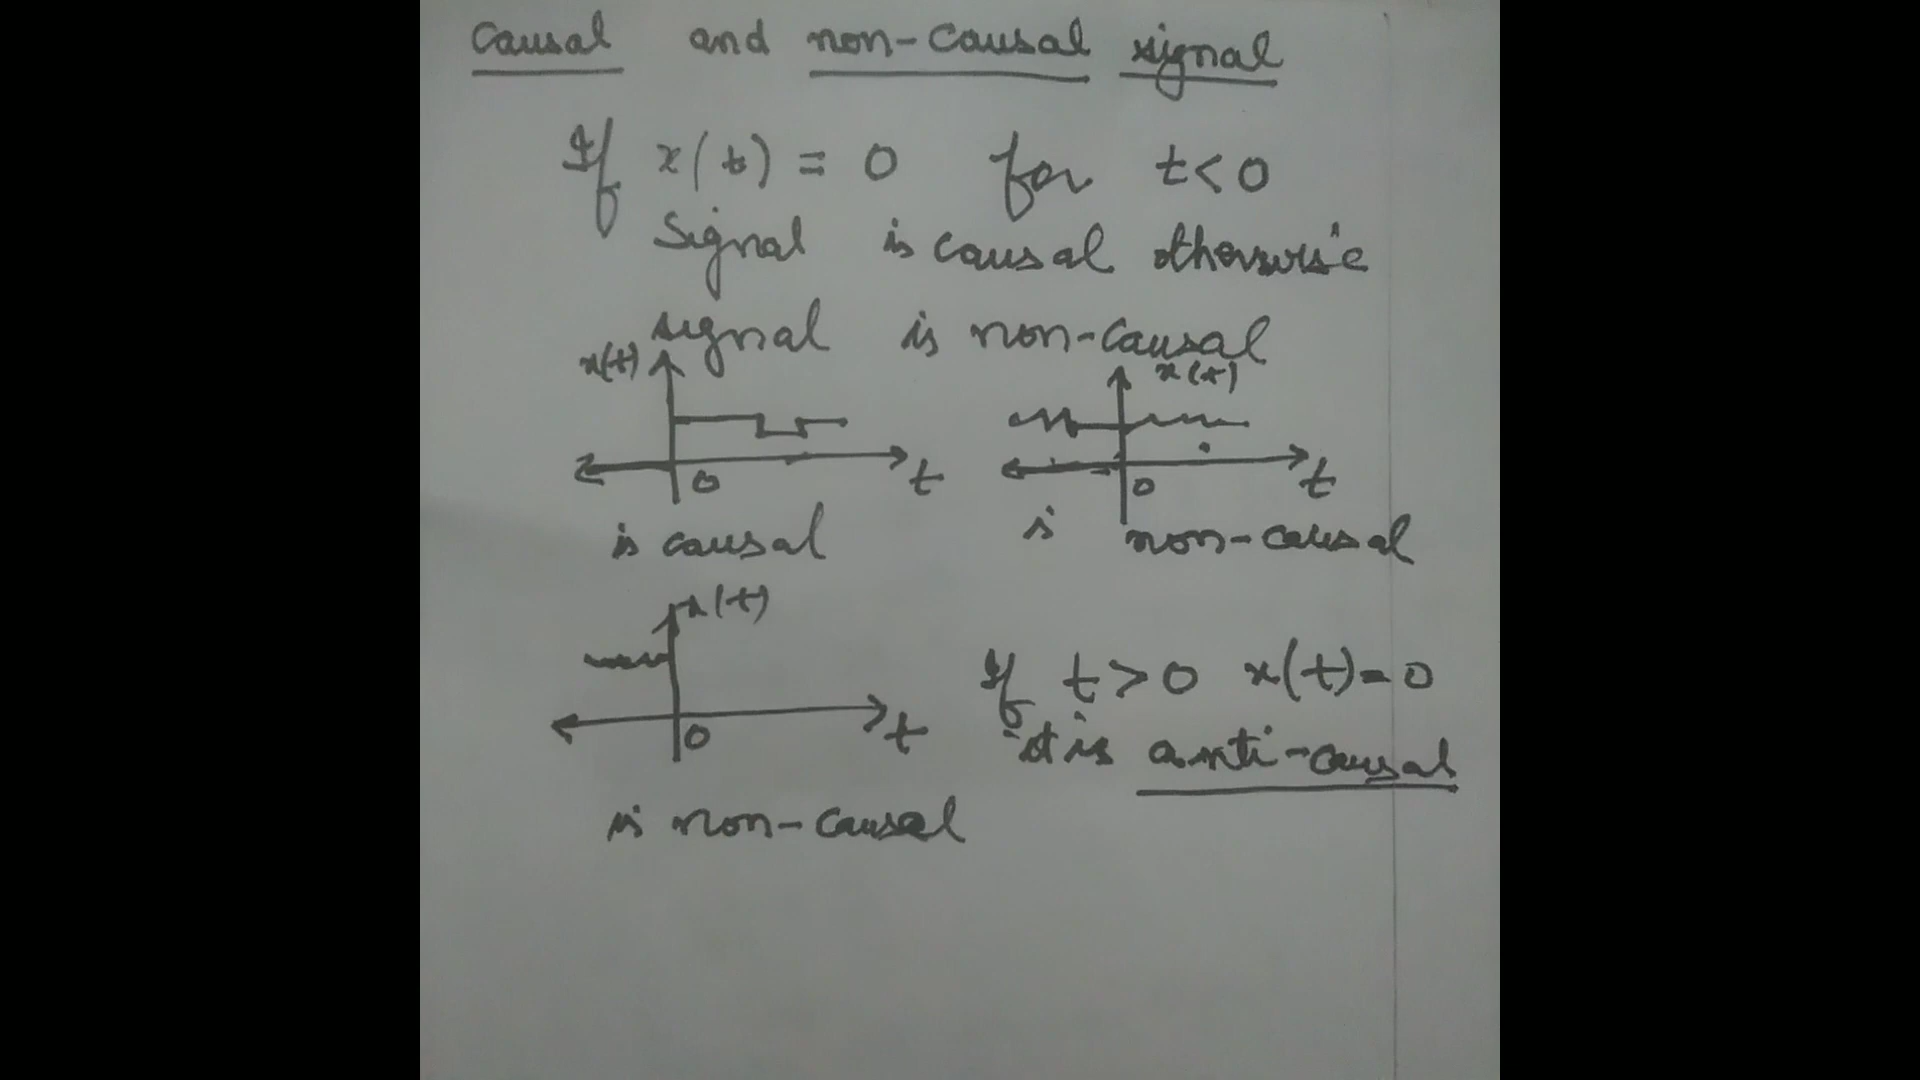 Causal and non-causal signal
If x(t) = 0 for t<0
Signal is causal otherwise
signal is non-causal
x(t)
0
t
is causal
x(t)
0
t
is non-causal
x(t)
0
t
is non-causal
If t>0 x(t)=0
it is anti-causal